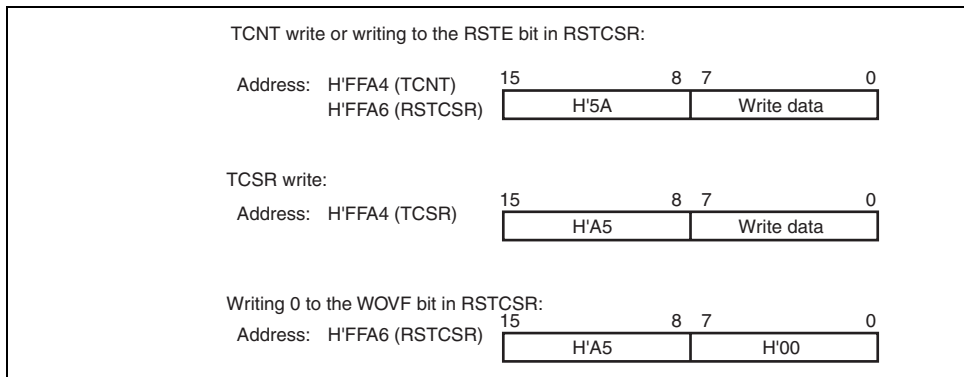 TCNT write or writing to the RSTE bit in RSTCSR:
15 8 7 0
Address: H'FFA4 (TCNT)
H'FFA6 (RSTCSR)
H'5A Write data
TCSR write:
15 8 7 0
Address: H'FFA4 (TCSR)
H'A5 Write data
Writing 0 to the WOVF bit in RSTCSR:
15 8 7 0
Address: H'FFA6 (RSTCSR)
H'A5 H'00